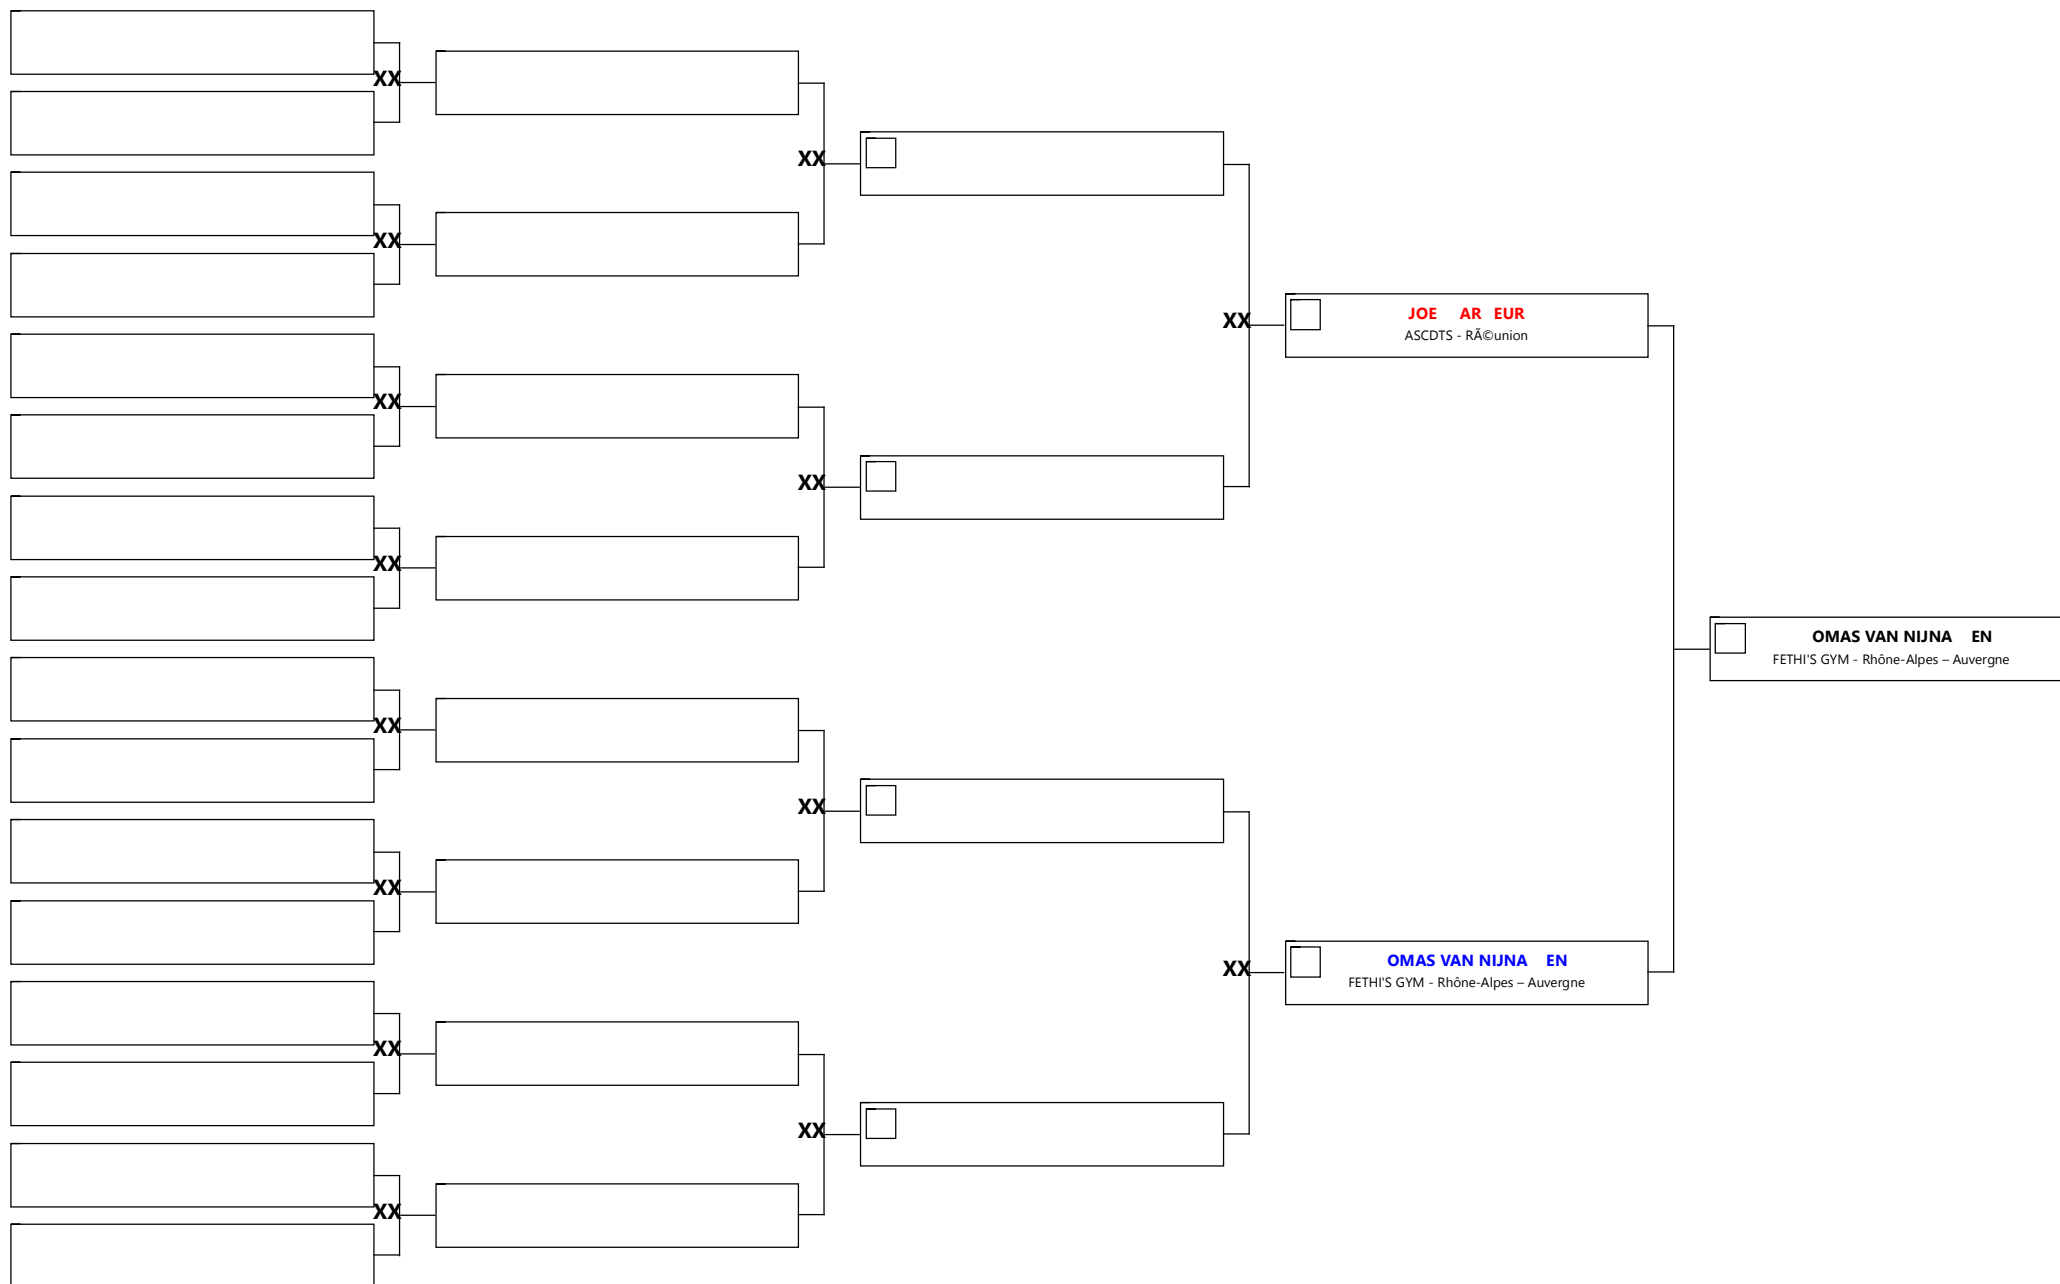 XX
XX
XX
XX
XX
XX
XX
XX
XX
XX
XX
XX
XX
XX
JOE AR EUR
ASCDTS - RÃ©union
OMAS VAN NIJNA EN
FETHI'S GYM - Rhône-Alpes – Auvergne
OMAS VAN NIJNA EN
FETHI'S GYM - Rhône-Alpes – Auvergne